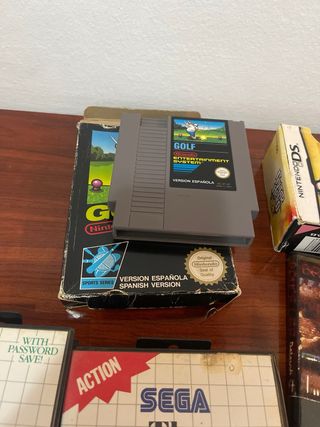 GOLF
Nintendo
ENTERTAINMENT
SYSTEM
VERSION ESPAÑOLA
G
Nintendo
SPORTS SERIES
VERSION ESPAÑOLA
SPANISH VERSION
Original
Nintendo
Seal of
Quality
NINTENDO DS
WITH
PASSWORD
SAVE!
ACTION
SEGA